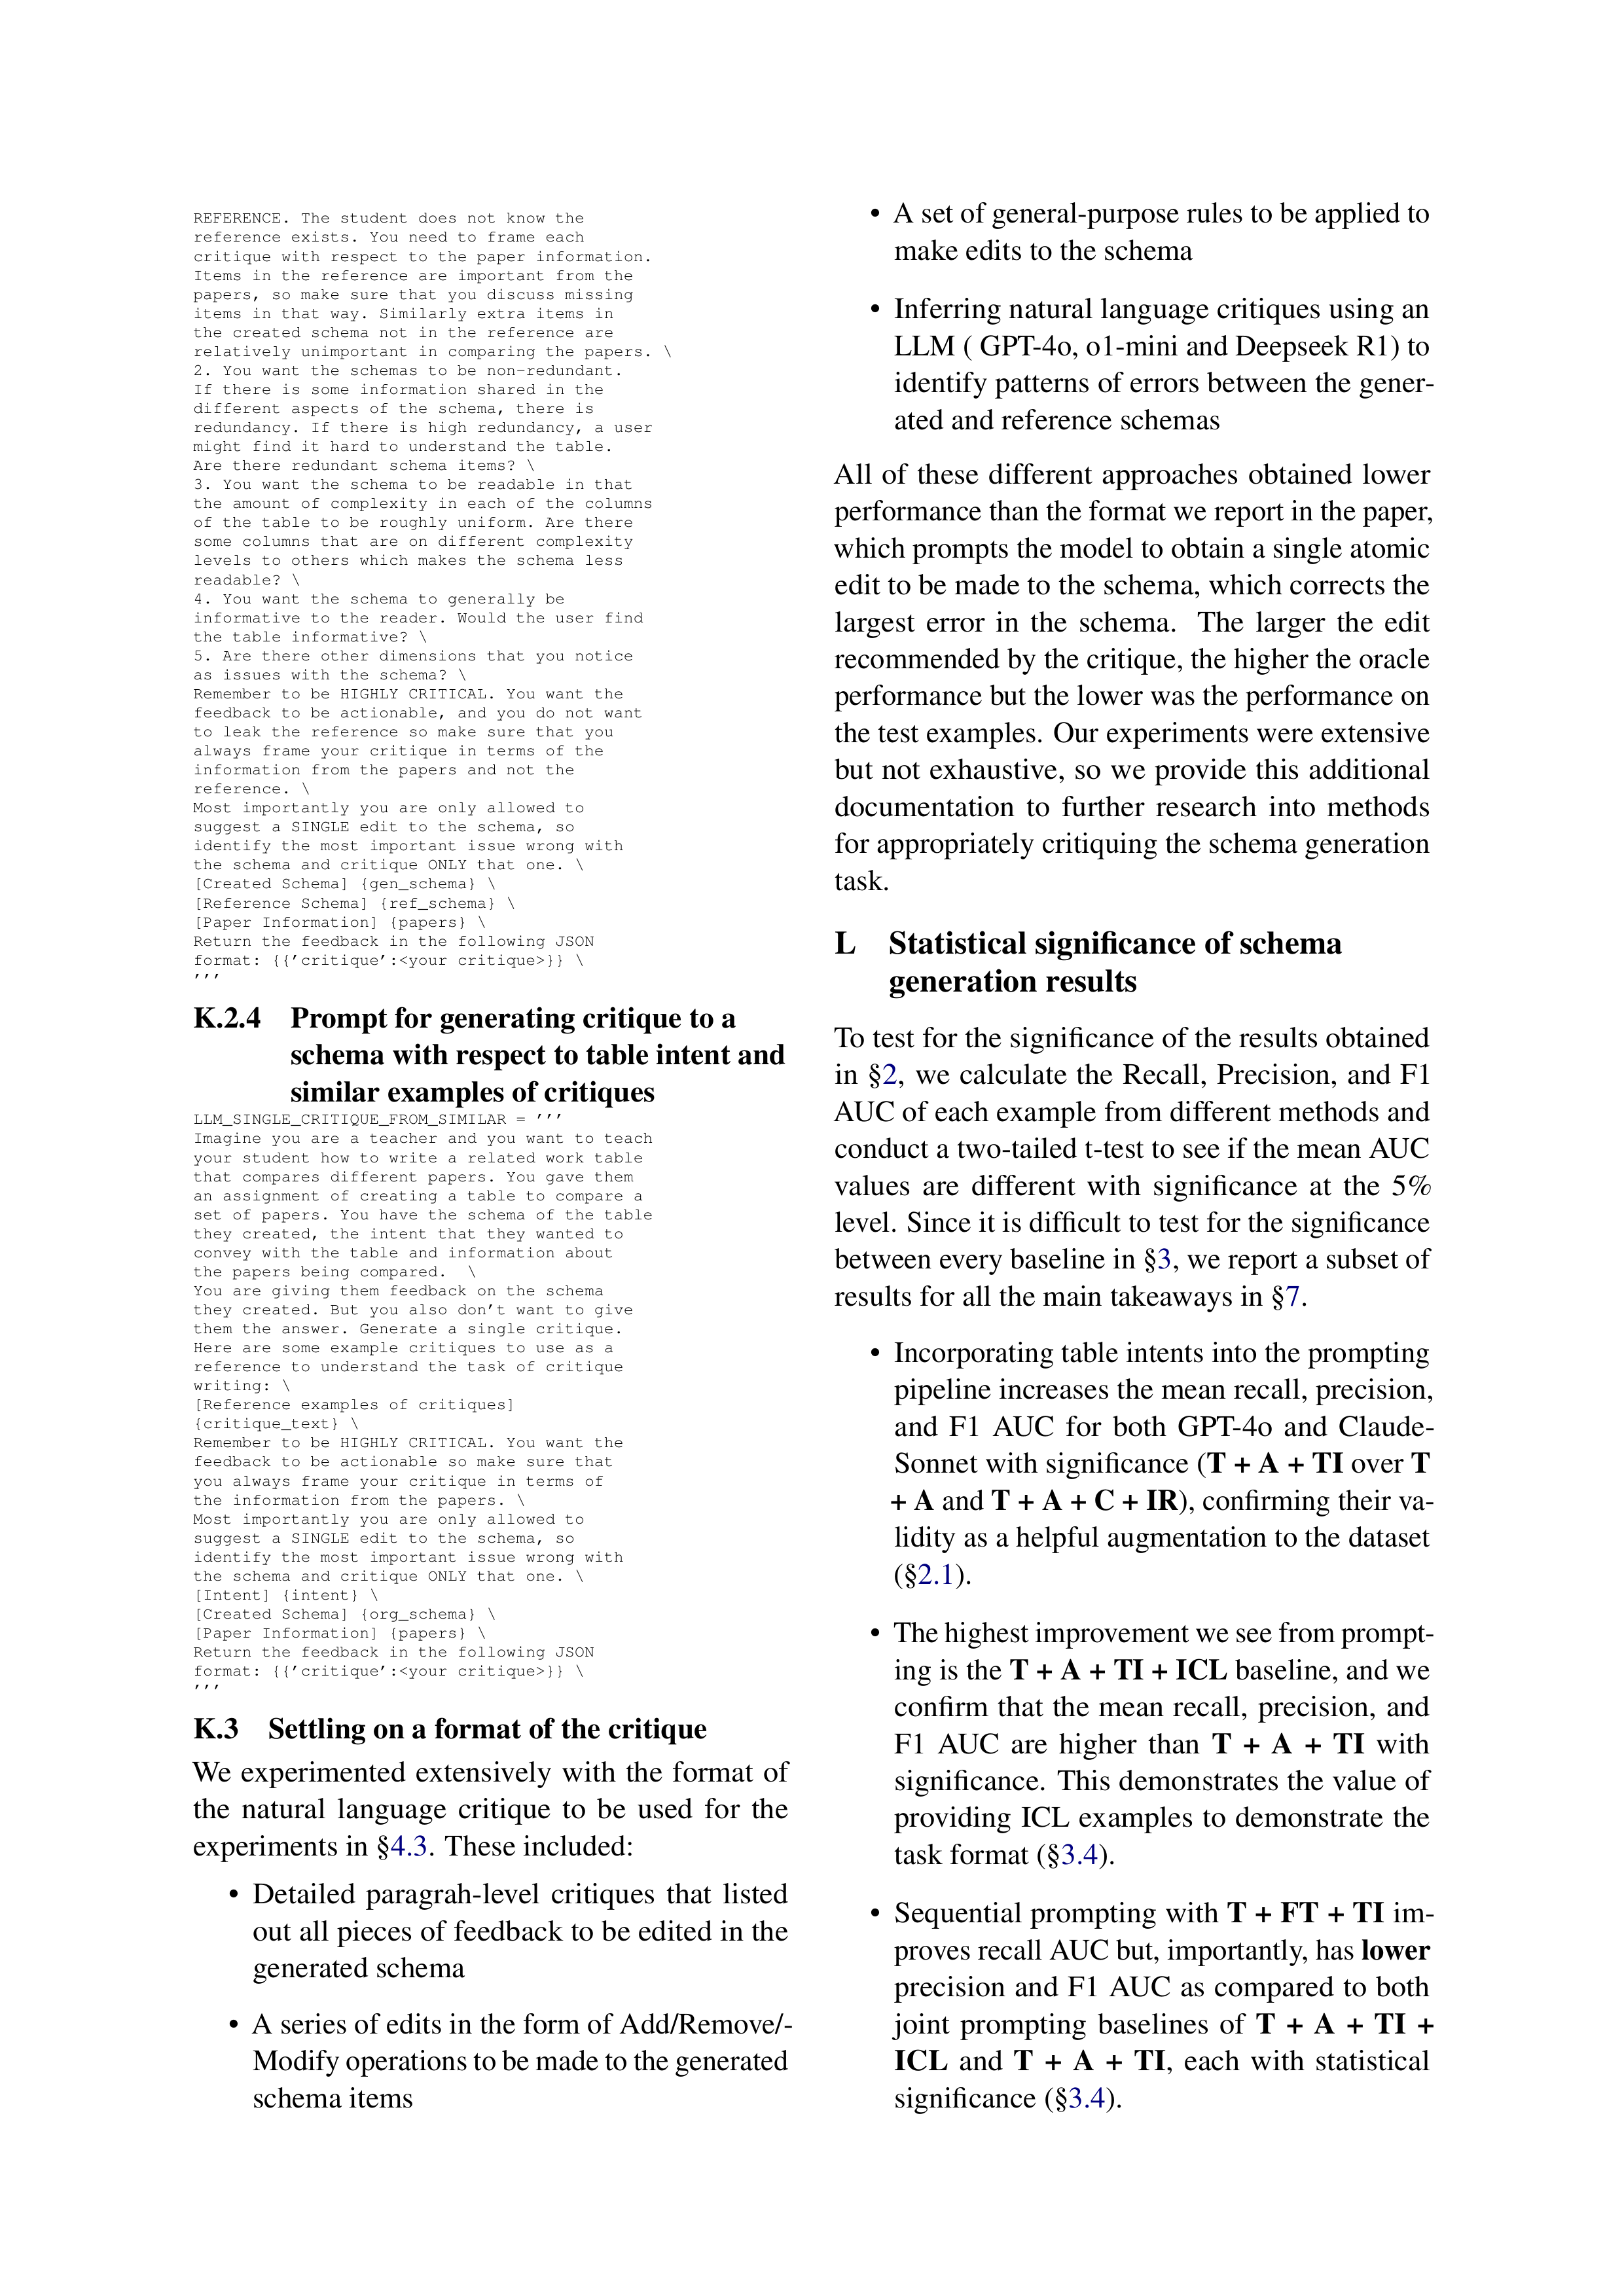 REFERENCE. The student does not know the
reference exists. You need to frame each
critique with respect to the paper information.
Items in the reference are important from the
papers, so make sure that you discuss missing
items in that way. Similarly extra items in
the created schema not in the reference are
relatively unimportant in comparing the papers. \
2. You want the schemas to be non-redundant.
If there is some information shared in the
different aspects of the schema, there is
redundancy. If there is high redundancy, a user
might find it hard to understand the table.
Are there redundant schema items? \
3. You want the schema to be readable in that
the amount of complexity in each of the columns
of the table to be roughly uniform. Are there
some columns that are on different complexity
levels to others which makes the schema less
readable? \
4. You want the schema to generally be
informative to the reader. Would the user find
the table informative? \
5. Are there other dimensions that you notice
as issues with the schema? \
Remember to be HIGHLY CRITICAL. You want the
feedback to be actionable, and you do not want
to leak the reference so make sure that you
always frame your critique in terms of the
information from the papers and not the
reference. \
Most importantly you are only allowed to
suggest a SINGLE edit to the schema, so
identify the most important issue wrong with
the schema and critique ONLY that one. \
[Created Schema] {gen_schema} \
[Reference Schema] {ref_schema} \
[Paper Information] {papers} \
Return the feedback in the following JSON
format: {{'critique':<your critique>}} \
'''
K.2.4 Prompt for generating critique to a
schema with respect to table intent and
similar examples of critiques
LLM_SINGLE_CRITIQUE_FROM_SIMILAR = '''
Imagine you are a teacher and you want to teach
your student how to write a related work table
that compares different papers. You gave them
an assignment of creating a table to compare a
set of papers. You have the schema of the table
they created, the intent that they wanted to
convey with the table and information about
the papers being compared. \
You are giving them feedback on the schema
they created. But you also don't want to give
them the answer. Generate a single critique.
Here are some example critiques to use as a
reference to understand the task of critique
writing: \
[Reference examples of critiques]
{critique_text} \
Remember to be HIGHLY CRITICAL. You want the
feedback to be actionable so make sure that
you always frame your critique in terms of
the information from the papers. \
Most importantly you are only allowed to
suggest a SINGLE edit to the schema, so
identify the most important issue wrong with
the schema and critique ONLY that one. \
[Intent] {intent} \
[Created Schema] {org_schema} \
[Paper Information] {papers} \
Return the feedback in the following JSON
format: {{'critique':<your critique>}} \
'''
K.3 Settling on a format of the critique
We experimented extensively with the format of
the natural language critique to be used for the
experiments in §4.3. These included:
• Detailed paragrah-level critiques that listed
out all pieces of feedback to be edited in the
generated schema
• A series of edits in the form of Add/Remove/-
Modify operations to be made to the generated
schema items
• A set of general-purpose rules to be applied to
make edits to the schema
• Inferring natural language critiques using an
LLM ( GPT-4o, o1-mini and Deepseek R1) to
identify patterns of errors between the gener-
ated and reference schemas
All of these different approaches obtained lower
performance than the format we report in the paper,
which prompts the model to obtain a single atomic
edit to be made to the schema, which corrects the
largest error in the schema. The larger the edit
recommended by the critique, the higher the oracle
performance but the lower was the performance on
the test examples. Our experiments were extensive
but not exhaustive, so we provide this additional
documentation to further research into methods
for appropriately critiquing the schema generation
task.
L Statistical significance of schema
generation results
To test for the significance of the results obtained
in §2, we calculate the Recall, Precision, and F1
AUC of each example from different methods and
conduct a two-tailed t-test to see if the mean AUC
values are different with significance at the 5%
level. Since it is difficult to test for the significance
between every baseline in §3, we report a subset of
results for all the main takeaways in §7.
• Incorporating table intents into the prompting
pipeline increases the mean recall, precision,
and F1 AUC for both GPT-4o and Claude-
Sonnet with significance (T + A + TI over T
+ A and T + A + C + IR), confirming their va-
lidity as a helpful augmentation to the dataset
(§2.1).
• The highest improvement we see from prompt-
ing is the T + A + TI + ICL baseline, and we
confirm that the mean recall, precision, and
F1 AUC are higher than T + A + TI with
significance. This demonstrates the value of
providing ICL examples to demonstrate the
task format (§3.4).
• Sequential prompting with T + FT + TI im-
proves recall AUC but, importantly, has lower
precision and F1 AUC as compared to both
joint prompting baselines of T + A + TI +
ICL and T + A + TI, each with statistical
significance (§3.4).